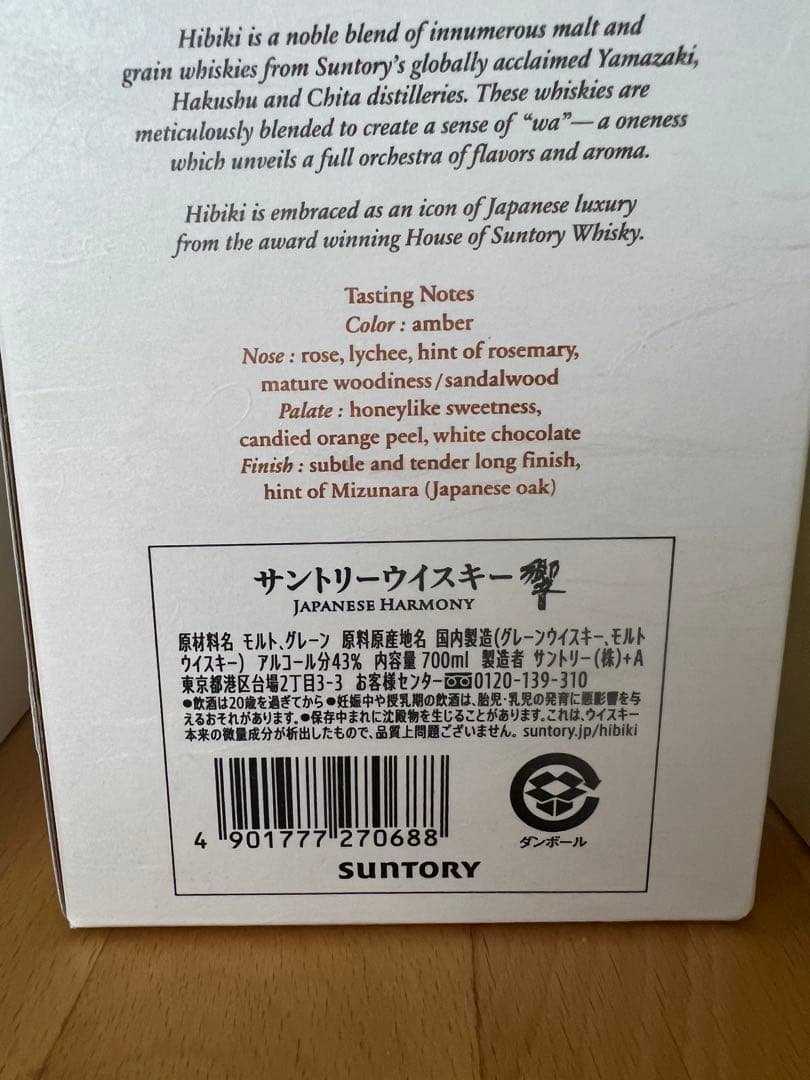 Hibiki is a noble blend of innumerous malt and
grain whiskies from Suntory's globally acclaimed Yamazaki,
Hakushu and Chita distilleries. These whiskies are
meticulously blended to create a sense of “wa”— a oneness
which unveils a full orchestra of flavors and aroma.
Hibiki is embraced as an icon of Japanese luxury
from the award winning House of Suntory Whisky.
Tasting Notes
Color : amber
Nose : rose, lychee, hint of rosemary,
mature woodiness / sandalwood
Palate : honeylike sweetness,
candied orange peel, white chocolate
Finish : subtle and tender long finish,
hint of Mizunara (Japanese oak)
サントリーウイスキー 響
JAPANESE HARMONY
原材料名 モルト、グレーン 原料原産地名 国内製造(グレーンウイスキー、モルト
ウイスキー) アルコール分43% 内容量 700ml 製造者 サントリー(株)+A
東京都港区台場2丁目3-3 お客様センター 0120-139-310
●飲酒は20歳を過ぎてから●妊娠中や授乳期の飲酒は、胎児・乳児の発育に悪影響を与
えるおそれがあります。●保存中まれに沈殿物を生じることがあります。これは、ウイスキー
本来の微量成分が析出したもので、品質上問題ございません。 suntory.jp/hibiki
4 901777 270688
ダンボール
SUNTORY